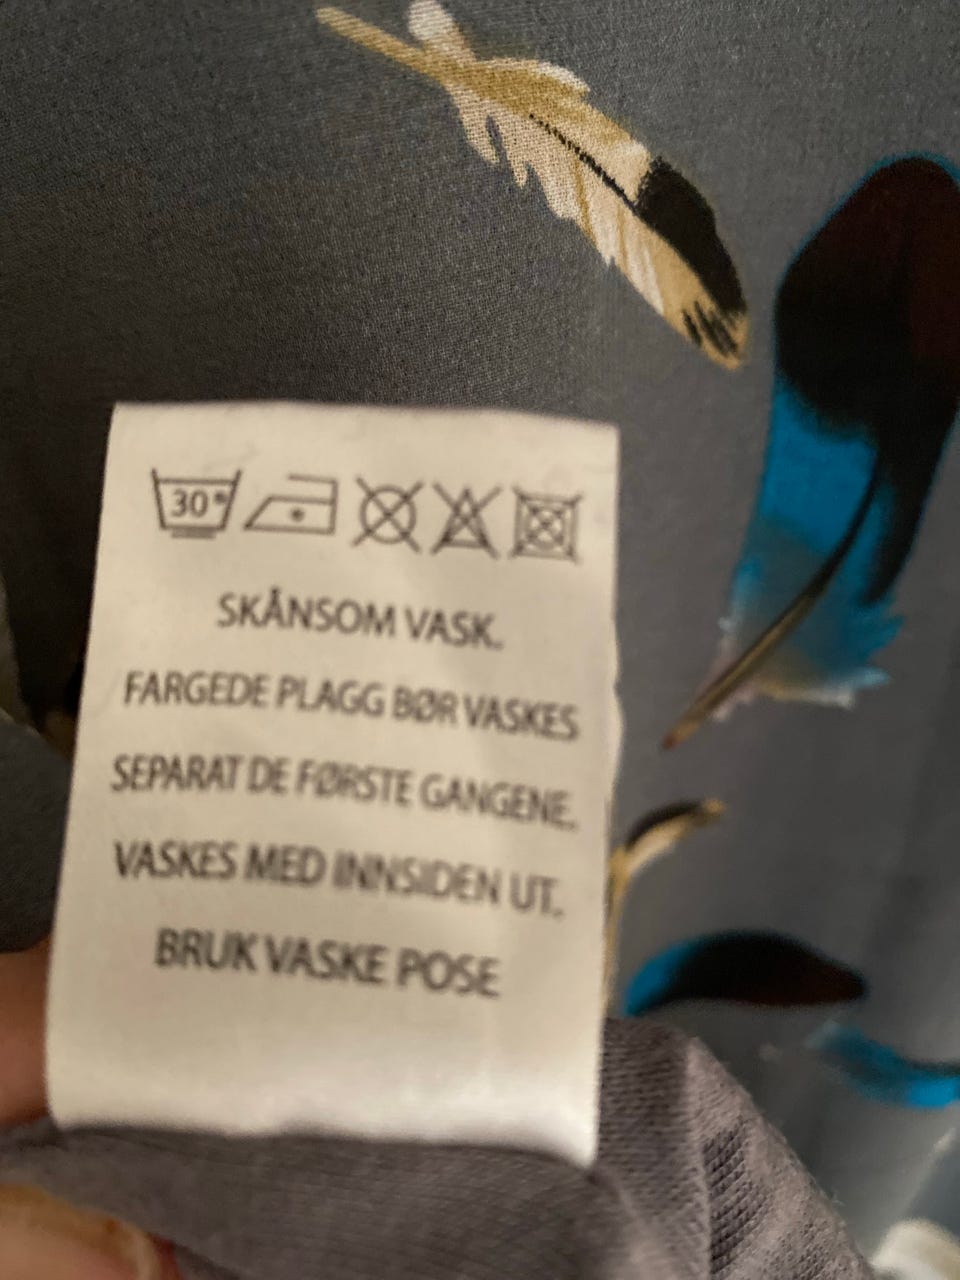 30°
SKÅNSOM VASK.
FARGEDE PLAGG BØR VASKES
SEPARAT DE FØRSTE GANGENE.
VASKES MED INNSIDEN UT.
BRUK VASKE POSE